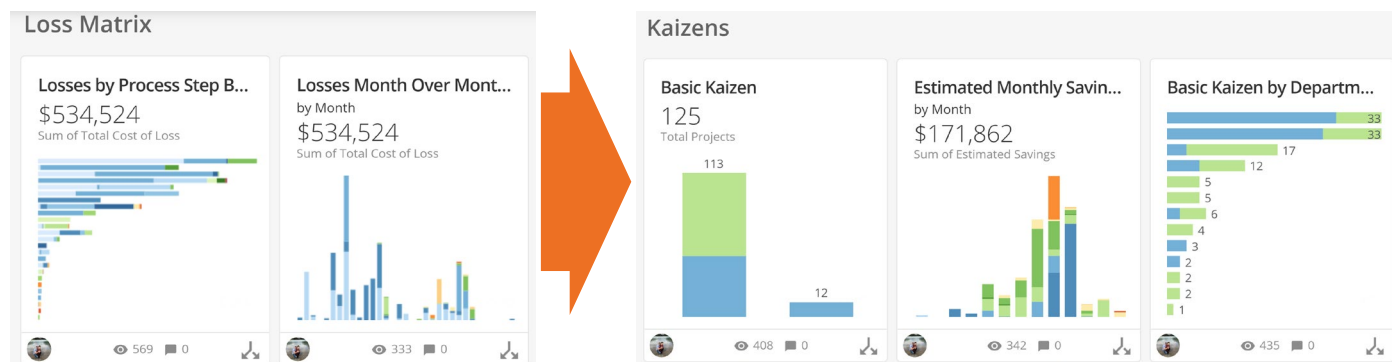 Loss Matrix
Losses by Process Step B...
$534,524
Sum of Total Cost of Loss
569
0
Losses Month Over Mont...
by Month
$534,524
Sum of Total Cost of Loss
333
0
Kaizens
Basic Kaizen
125
Total Projects
113
12
408
0
Estimated Monthly Savin...
by Month
$171,862
Sum of Estimated Savings
342
0
Basic Kaizen by Departm...
33
33
17
12
5
5
6
4
3
2
2
2
1
435
0